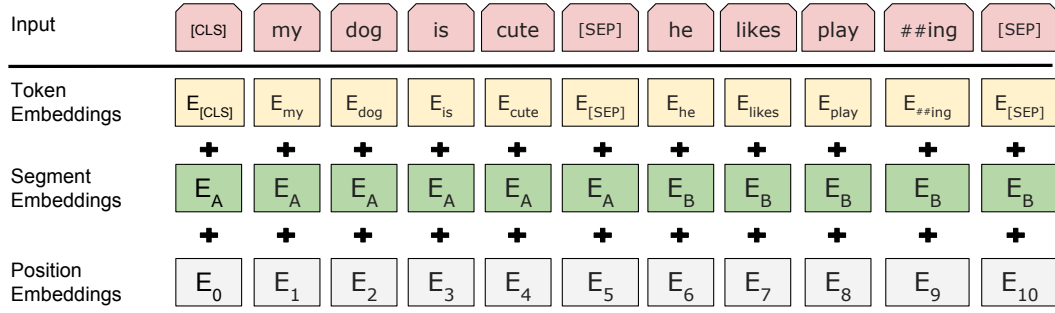 Input [CLS] my dog is cute [SEP] he likes play ##ing [SEP]
Token Embeddings E[CLS] Emy Edog Eis Ecute E[SEP] Ehe Elikes Eplay E##ing E[SEP]
+ + + + + + + + + + +
Segment Embeddings EA EA EA EA EA EA EB EB EB EB EB
+ + + + + + + + + + +
Position Embeddings E0 E1 E2 E3 E4 E5 E6 E7 E8 E9 E10